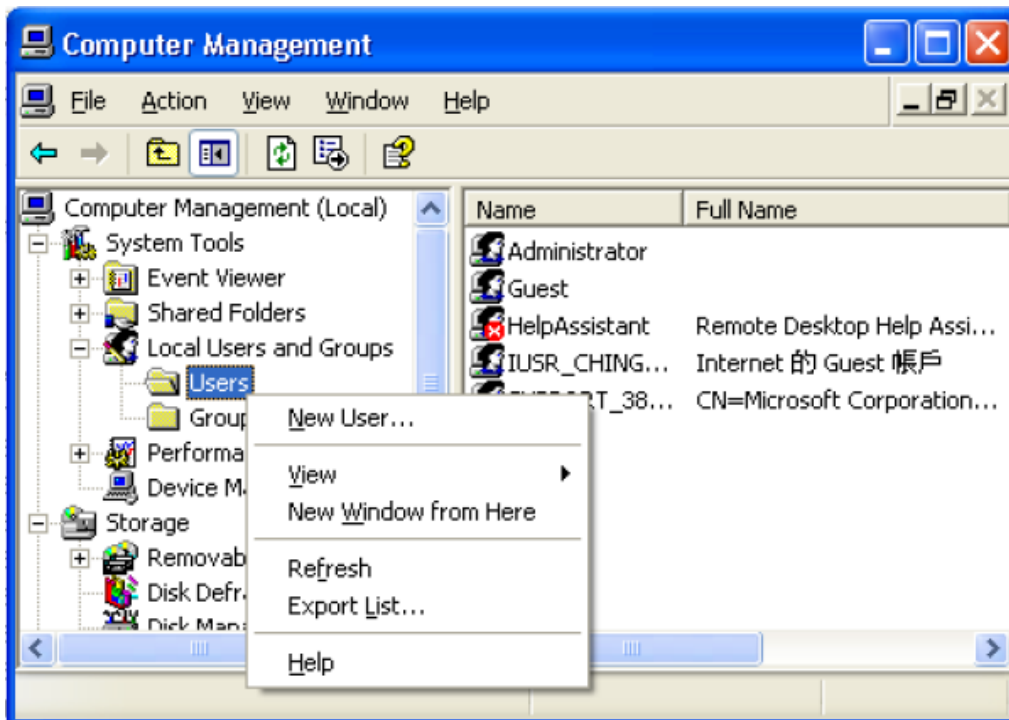 Computer Management
File Action View Window Help
Computer Management (Local)
System Tools
Event Viewer
Shared Folders
Local Users and Groups
Users
Group
Performa
Device M
Storage
Removab
Disk Defr
Disk Mana
Name Full Name
Administrator
Guest
HelpAssistant Remote Desktop Help Assi...
IUSR_CHING... Internet 的 Guest 帳戶
RT_38... CN=Microsoft Corporation...
New User...
View
New Window from Here
Refresh
Export List...
Help